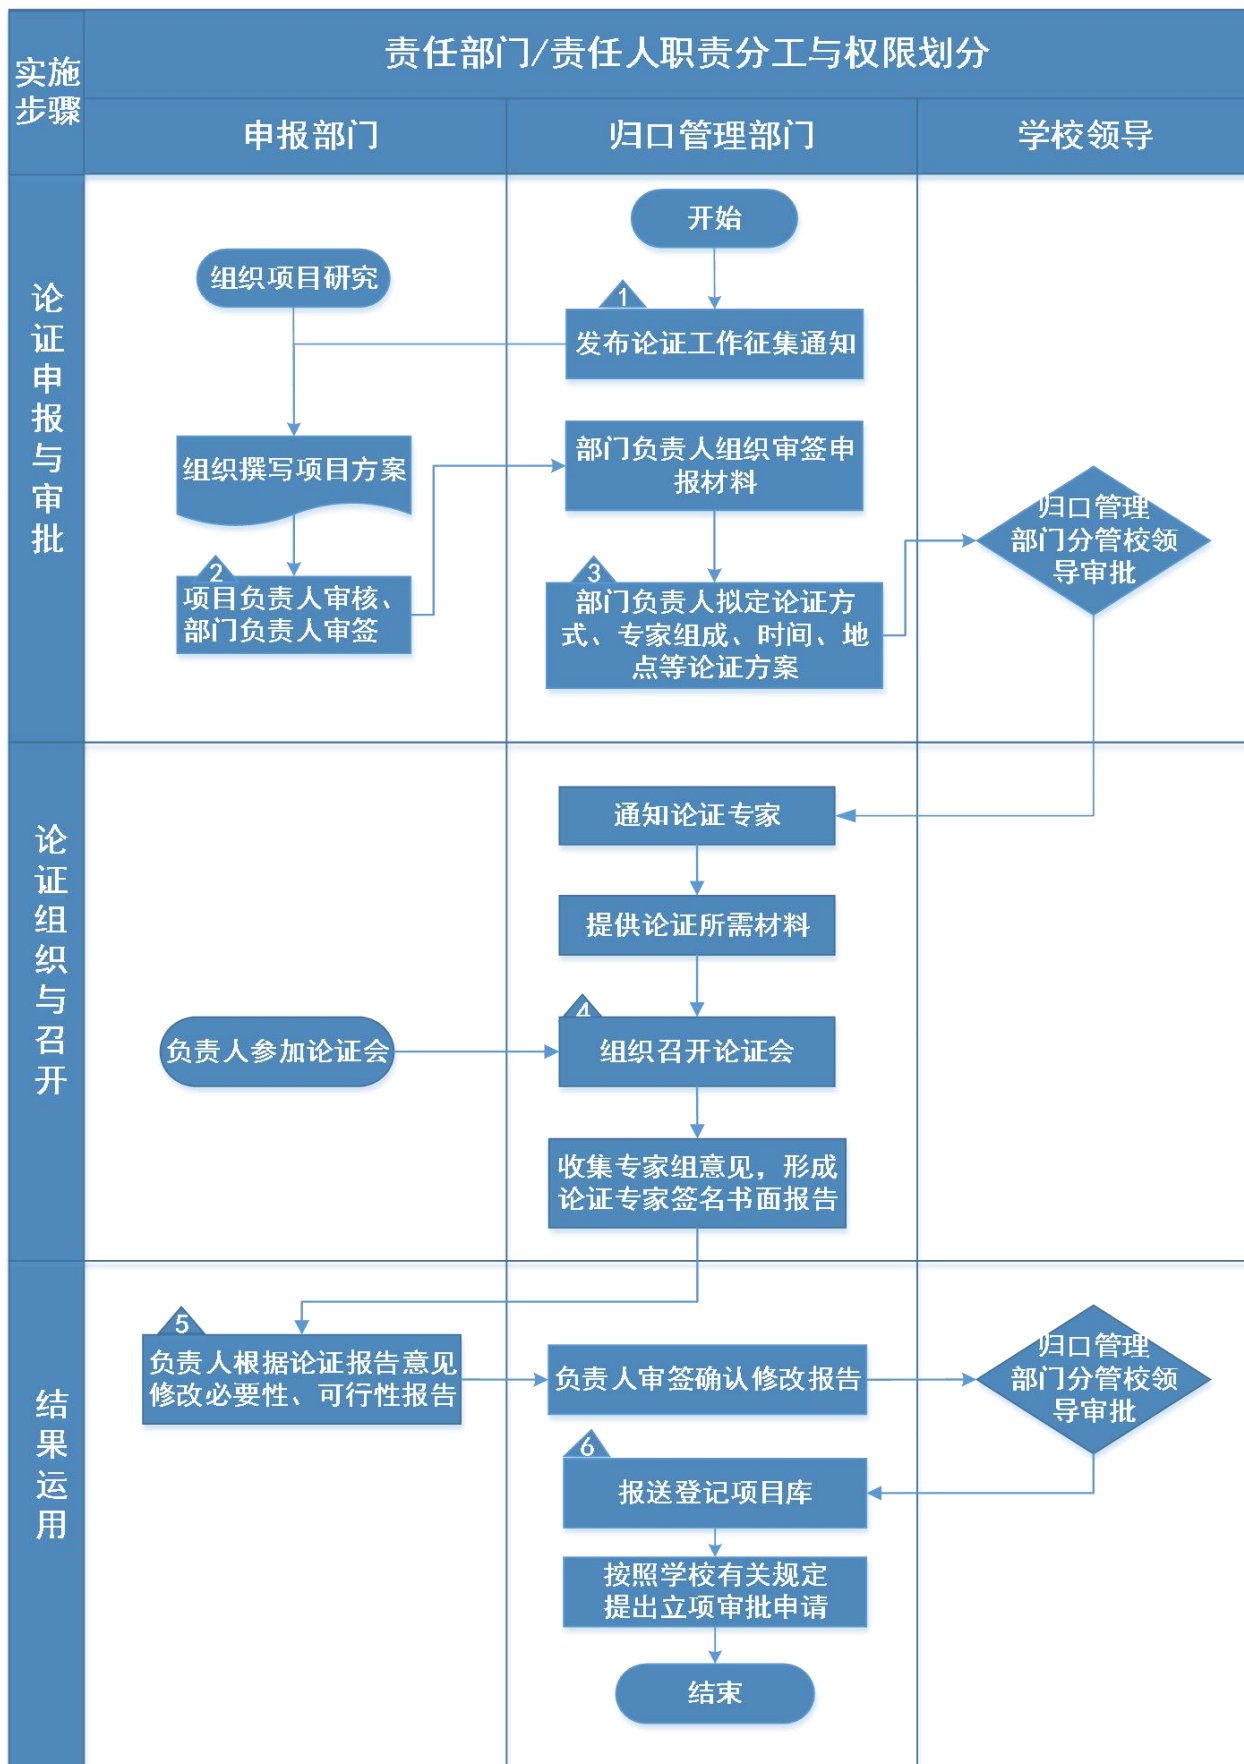 实施
步骤
责任部门/责任人职责分工与权限划分
申报部门
归口管理部门
学校领导
论证申报与审批
开始
组织项目研究
1
发布论证工作征集通知
组织撰写项目方案
部门负责人组织审签申
报材料
归口管理
部门分管校领
导审批
2
项目负责人审核、
部门负责人审签
3
部门负责人拟定论证方
式、专家组成、时间、地
点等论证方案
论证组织与召开
通知论证专家
提供论证所需材料
4
负责人参加论证会
组织召开论证会
收集专家组意见，形成
论证专家签名书面报告
结果运用
5
负责人根据论证报告意见
修改必要性、可行性报告
负责人审签确认修改报告
归口管理
部门分管校领
导审批
6
报送登记项目库
按照学校有关规定
提出立项审批申请
结束